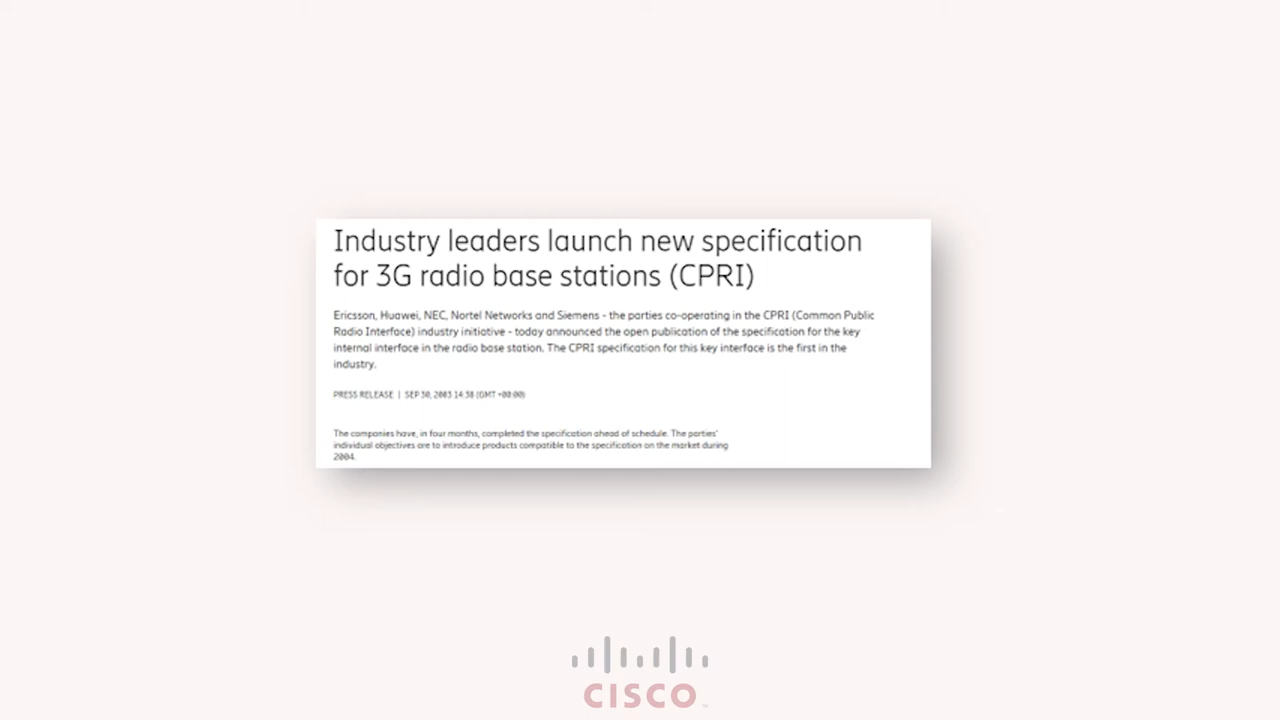 Industry leaders launch new specification
for 3G radio base stations (CPRI)
Ericsson, Huawei, NEC, Nortel Networks and Siemens - the parties co-operating in the CPRI (Common Public
Radio Interface) industry initiative - today announced the open publication of the specification for the key
internal interface in the radio base station. The CPRI specification for this key interface is the first in the
industry.
PRESS RELEASE | SEP 30, 2003 14:38 (GMT +00:00)
The companies have, in four months, completed the specification ahead of schedule. The parties'
individual objectives are to introduce products compatible to the specification on the market during
2004.
CISCO